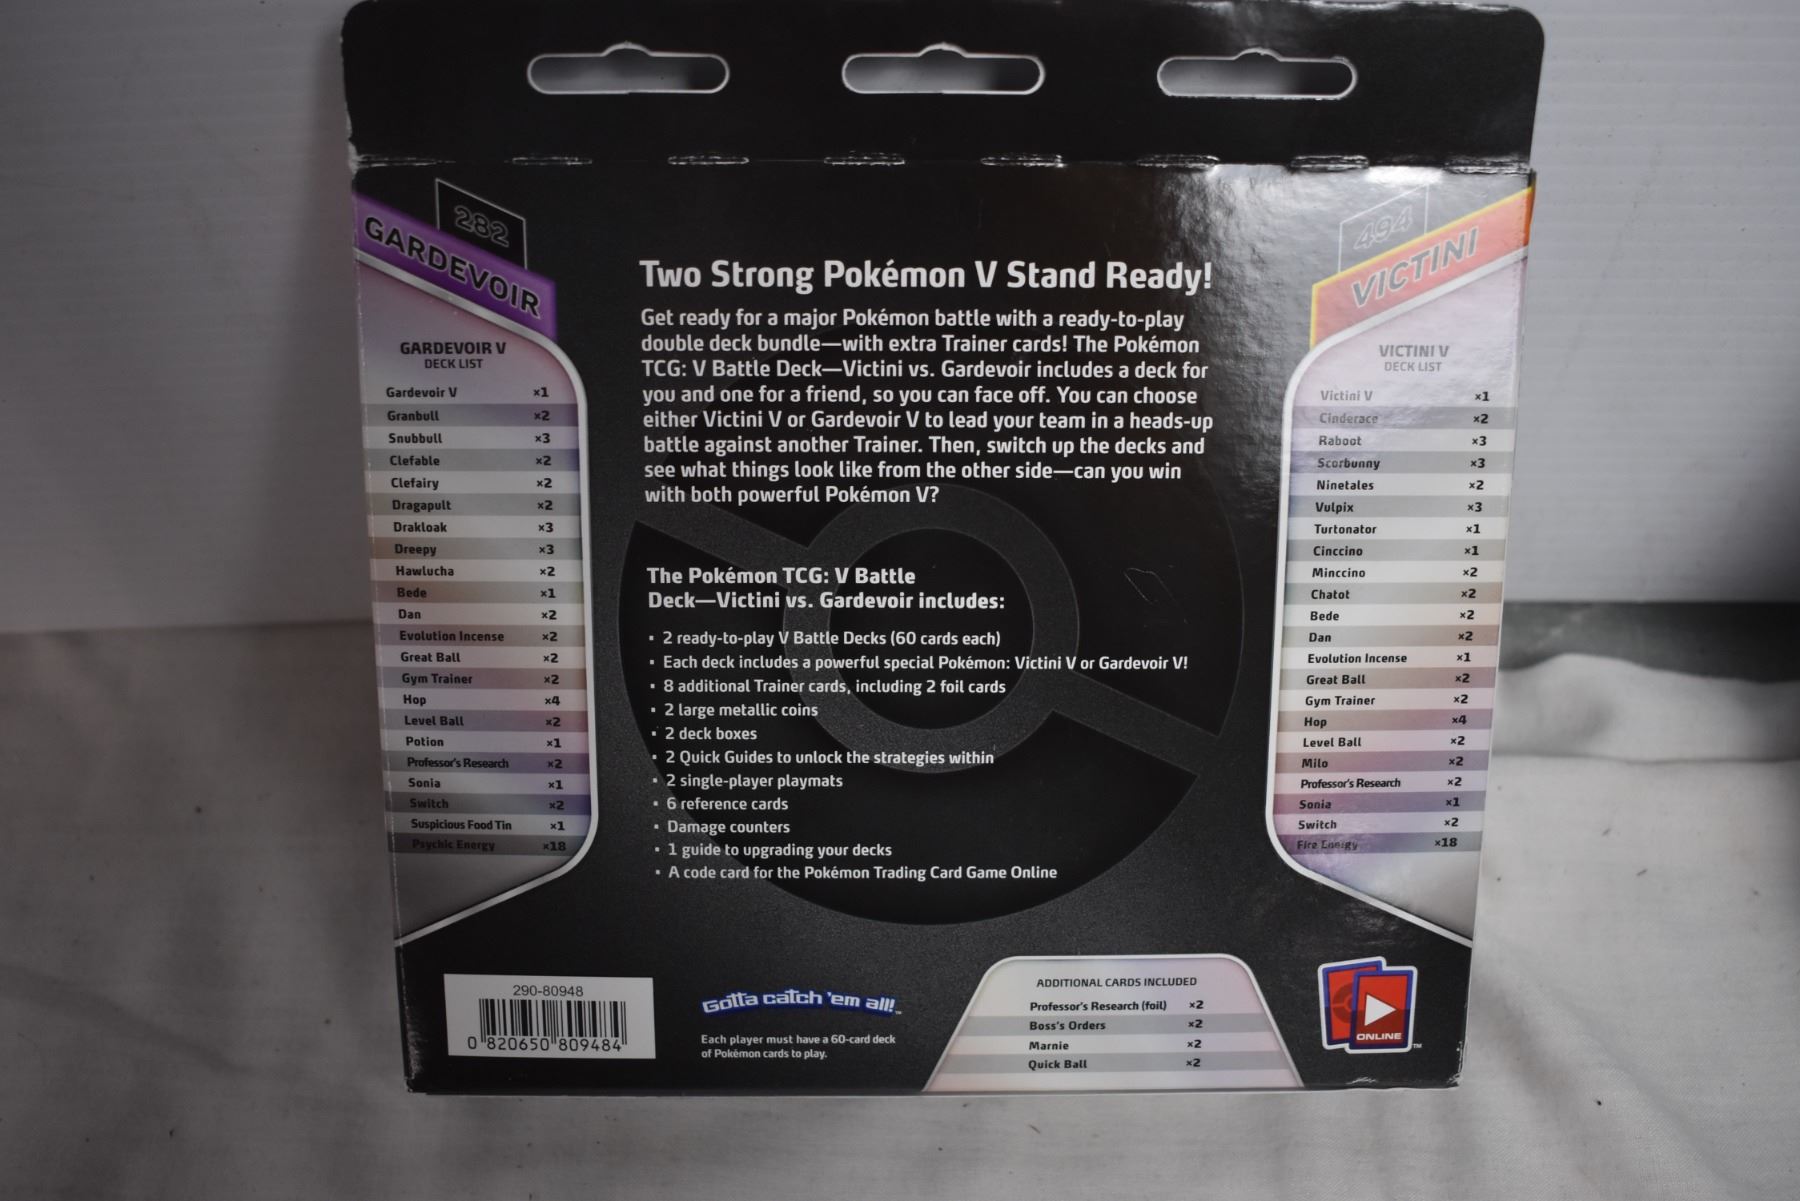 282
GARDEVOIR
GARDEVOIR V
DECK LIST
Gardevoir V ×1
Granbull ×2
Snubbull ×3
Clefable ×2
Clefairy ×2
Dragapult ×2
Drakloak ×3
Dreepy ×3
Hawlucha ×2
Bede ×1
Dan ×2
Evolution Incense ×2
Great Ball ×2
Gym Trainer ×2
Hop ×4
Level Ball ×2
Potion ×1
Professor's Research ×2
Sonia ×1
Switch ×2
Suspicious Food Tin ×1
Psychic Energy ×18
Two Strong Pokémon V Stand Ready!
Get ready for a major Pokémon battle with a ready-to-play
double deck bundle—with extra Trainer cards! The Pokémon
TCG: V Battle Deck—Victini vs. Gardevoir includes a deck for
you and one for a friend, so you can face off. You can choose
either Victini V or Gardevoir V to lead your team in a heads-up
battle against another Trainer. Then, switch up the decks and
see what things look like from the other side—can you win
with both powerful Pokémon V?
The Pokémon TCG: V Battle
Deck—Victini vs. Gardevoir includes:
▪ 2 ready-to-play V Battle Decks (60 cards each)
▪ Each deck includes a powerful special Pokémon: Victini V or Gardevoir V!
▪ 8 additional Trainer cards, including 2 foil cards
▪ 2 large metallic coins
▪ 2 deck boxes
▪ 2 Quick Guides to unlock the strategies within
▪ 2 single-player playmats
▪ 6 reference cards
▪ Damage counters
▪ 1 guide to upgrading your decks
▪ A code card for the Pokémon Trading Card Game Online
494
VICTINI
VICTINI V
DECK LIST
Victini V ×1
Cinderace ×2
Raboot ×3
Scorbunny ×3
Ninetales ×2
Vulpix ×3
Turtonator ×1
Cinccino ×1
Minccino ×2
Chatot ×2
Bede ×2
Dan ×2
Evolution Incense ×1
Great Ball ×2
Gym Trainer ×2
Hop ×4
Level Ball ×2
Milo ×2
Professor's Research ×2
Sonia ×1
Switch ×2
Fire Energy ×18
290-80948
0 820650 809484
Gotta catch 'em all!™
Each player must have a 60-card deck
of Pokémon cards to play.
ADDITIONAL CARDS INCLUDED
Professor's Research (foil) ×2
Boss's Orders ×2
Marnie ×2
Quick Ball ×2
ONLINE ™